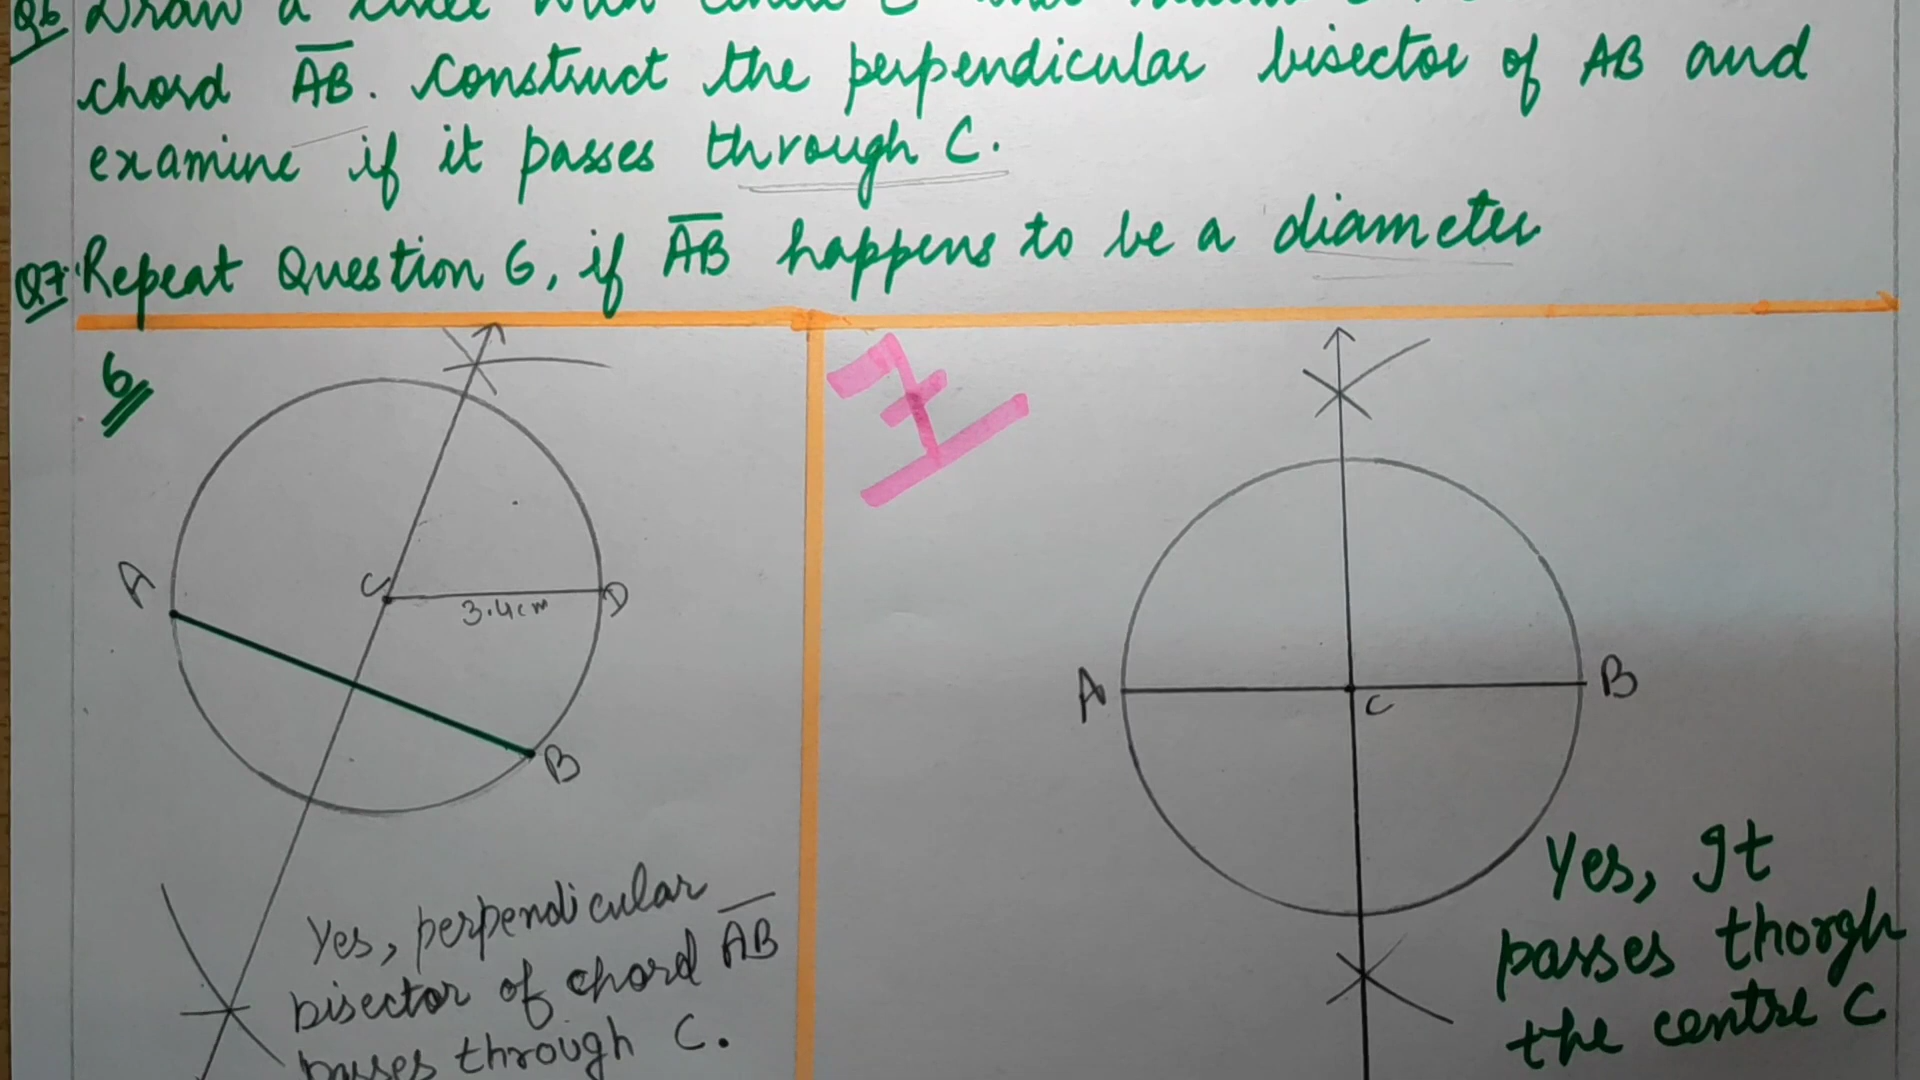 Q6 Draw a
chord AB. Construct the perpendicular bisector of AB and
examine if it passes through C.
Q7. Repeat Question 6, if AB happens to be a diameter
6
7
A
C
3.4cm
D
B
A
C
B
Yes, perpendicular
bisector of chord AB
passes through C.
Yes, It
passes thorgh
the centre C